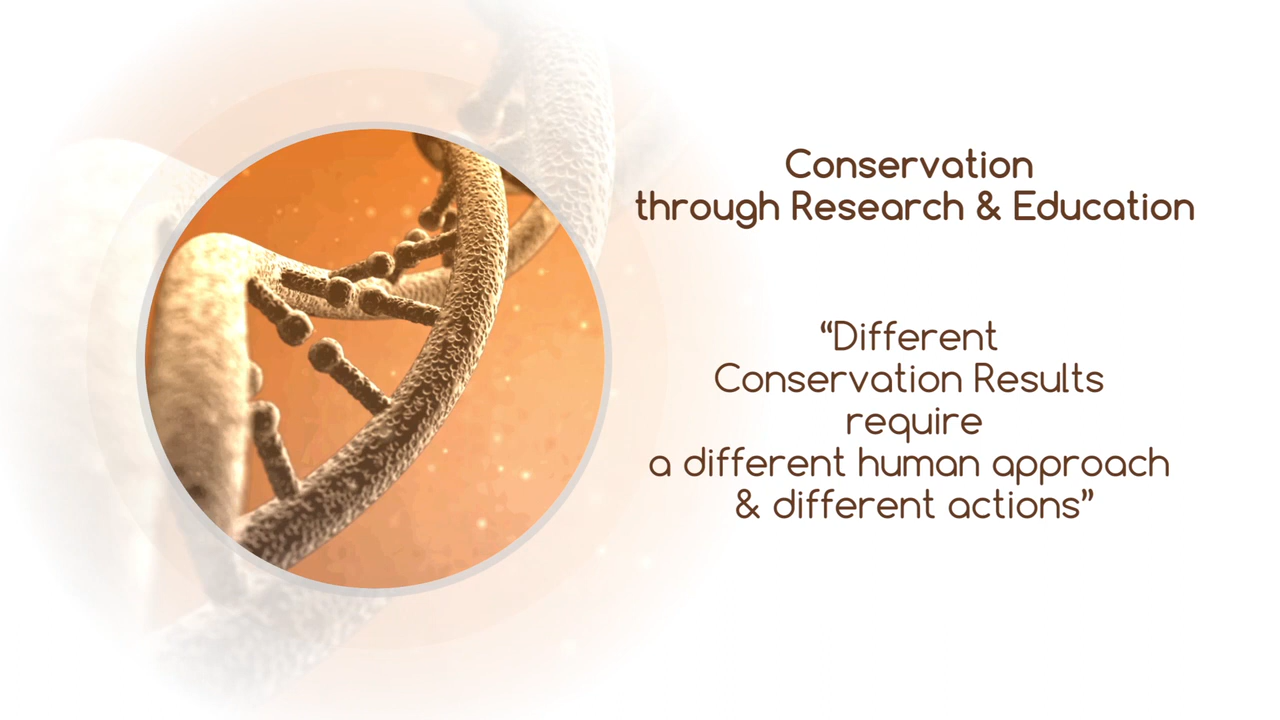 Conservation
through Research & Education
“Different
Conservation Results
require
a different human approach
& different actions”